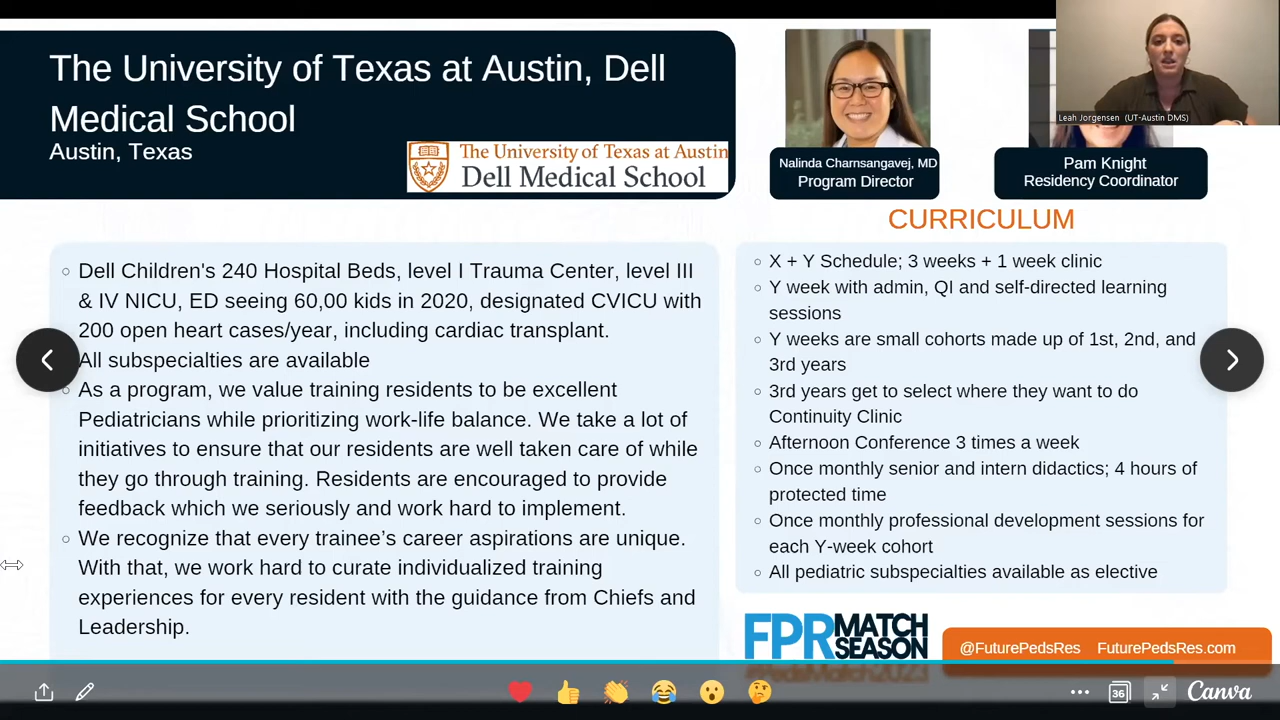 The University of Texas at Austin, Dell
Medical School
Austin, Texas
The University of Texas at Austin
Dell Medical School
Nalinda Charnsangavej, MD
Program Director
Leah Jorgensen (UT-Austin DMS)
Pam Knight
Residency Coordinator
Dell Children's 240 Hospital Beds, level I Trauma Center, level III
& IV NICU, ED seeing 60,00 kids in 2020, designated CVICU with
200 open heart cases/year, including cardiac transplant.
All subspecialties are available
As a program, we value training residents to be excellent
Pediatricians while prioritizing work-life balance. We take a lot of
initiatives to ensure that our residents are well taken care of while
they go through training. Residents are encouraged to provide
feedback which we seriously and work hard to implement.
We recognize that every trainee’s career aspirations are unique.
With that, we work hard to curate individualized training
experiences for every resident with the guidance from Chiefs and
Leadership.
CURRICULUM
X + Y Schedule; 3 weeks + 1 week clinic
Y week with admin, QI and self-directed learning
sessions
Y weeks are small cohorts made up of 1st, 2nd, and
3rd years
3rd years get to select where they want to do
Continuity Clinic
Afternoon Conference 3 times a week
Once monthly senior and intern didactics; 4 hours of
protected time
Once monthly professional development sessions for
each Y-week cohort
All pediatric subspecialties available as elective
FPR MATCH
SEASON
#PedsMatch2023
@FuturePedsRes FuturePedsRes.com
36
Canva